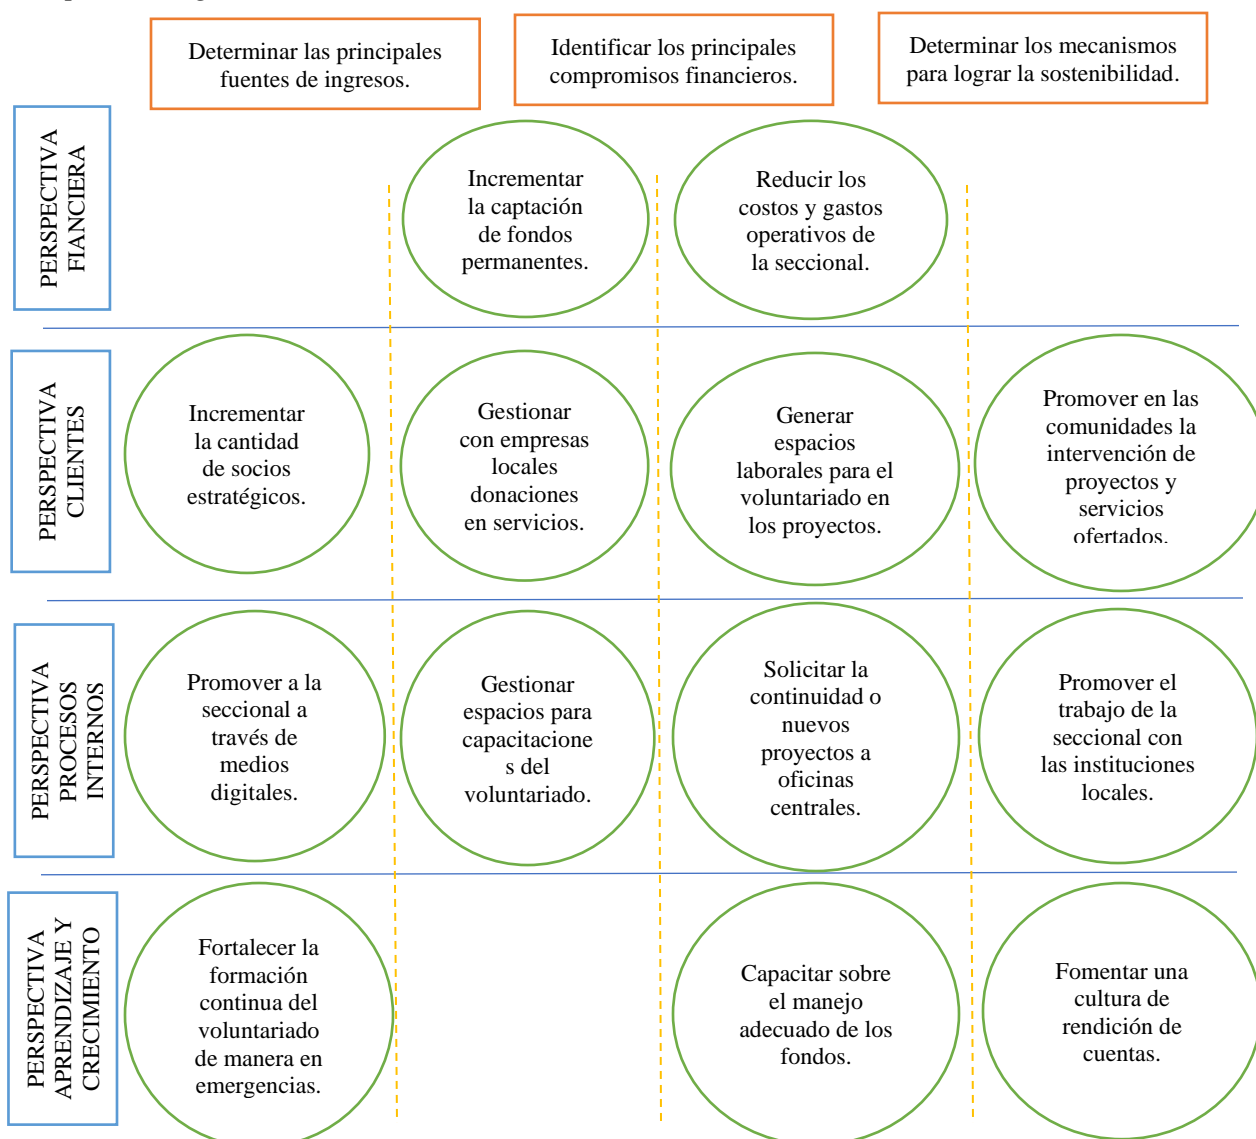 Determinar las principales
fuentes de ingresos.
Identificar los principales
compromisos financieros.
Determinar los mecanismos
para lograr la sostenibilidad.
PERSPECTIVA
FIANCIERA
Incrementar
la captación
de fondos
permanentes.
Reducir los
costos y gastos
operativos de
la seccional.
PERSPECTIVA
CLIENTES
Incrementar
la cantidad
de socios
estratégicos.
Gestionar
con empresas
locales
donaciones
en servicios.
Generar
espacios
laborales para el
voluntariado en
los proyectos.
Promover en las
comunidades la
intervención de
proyectos y
servicios
ofertados.
PERSPECTIVA
PROCESOS
INTERNOS
Promover a la
seccional a
través de
medios
digitales.
Gestionar
espacios para
capacitacione
s del
voluntariado.
Solicitar la
continuidad o
nuevos
proyectos a
oficinas
centrales.
Promover el
trabajo de la
seccional con
las instituciones
locales.
PERSPECTIVA
APRENDIZAJE Y
CRECIMIENTO
Fortalecer la
formación
continua del
voluntariado
de manera en
emergencias.
Capacitar sobre
el manejo
adecuado de los
fondos.
Fomentar una
cultura de
rendición de
cuentas.